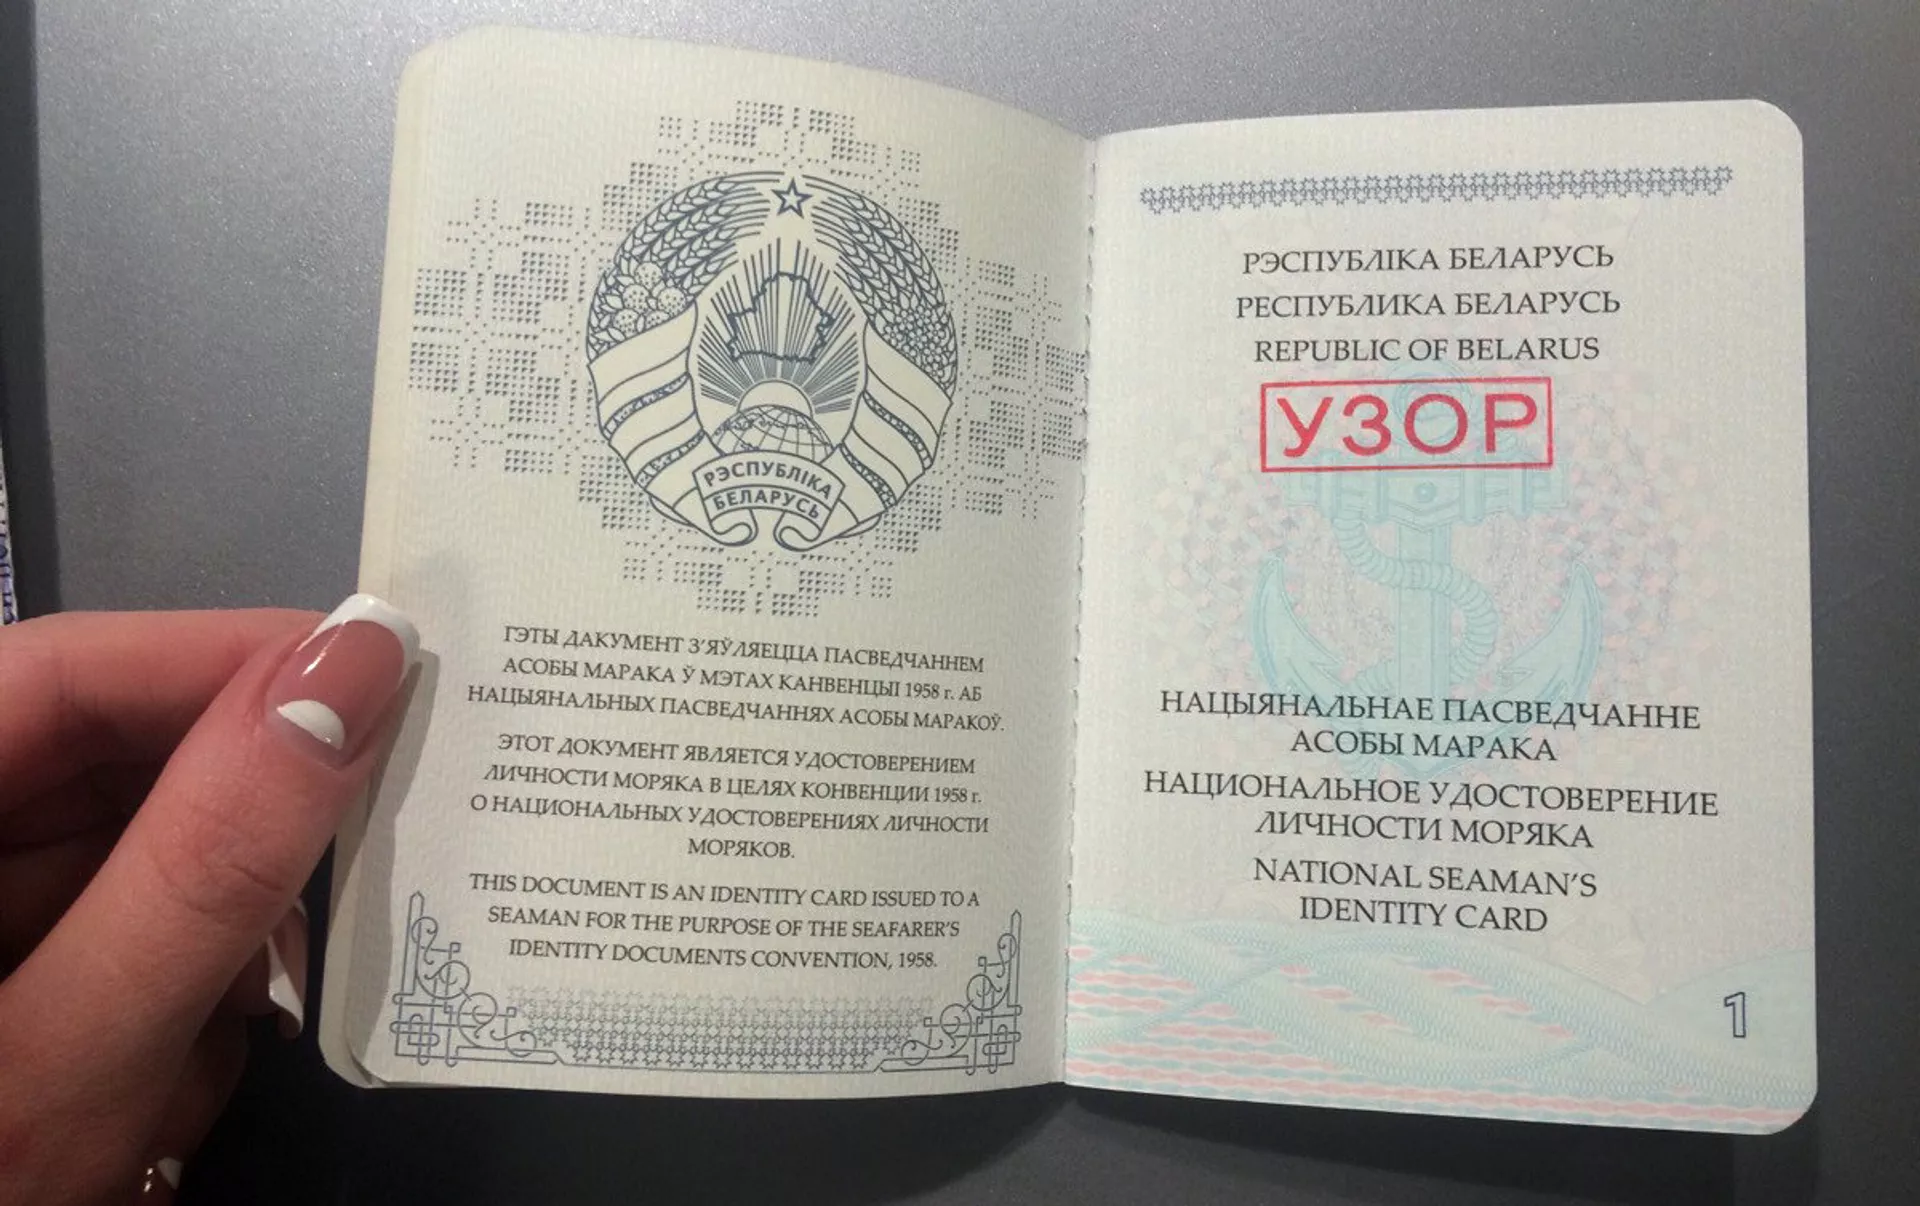 РЭСПУБЛІКА
БЕЛАРУСЬ
ГЭТЫ ДАКУМЕНТ З'ЯЎЛЯЕЦЦА ПАСВЕДЧАННЕМ
АСОБЫ МАРАКА Ў МЭТАХ КАНВЕНЦЫІ 1958 г. АБ
НАЦЫЯНАЛЬНЫХ ПАСВЕДЧАННЯХ АСОБЫ МАРАКОЎ.
ЭТОТ ДОКУМЕНТ ЯВЛЯЕТСЯ УДОСТОВЕРЕНИЕМ
ЛИЧНОСТИ МОРЯКА В ЦЕЛЯХ КОНВЕНЦИИ 1958 г.
О НАЦИОНАЛЬНЫХ УДОСТОВЕРЕНИЯХ ЛИЧНОСТИ
МОРЯКОВ.
THIS DOCUMENT IS AN IDENTITY CARD ISSUED TO A
SEAMAN FOR THE PURPOSE OF THE SEAFARER'S
IDENTITY DOCUMENTS CONVENTION, 1958.
РЭСПУБЛІКА БЕЛАРУСЬ
РЕСПУБЛИКА БЕЛАРУСЬ
REPUBLIC OF BELARUS
УЗОР
НАЦЫЯНАЛЬНАЕ ПАСВЕДЧАННЕ
АСОБЫ МАРАКА
НАЦИОНАЛЬНОЕ УДОСТОВЕРЕНИЕ
ЛИЧНОСТИ МОРЯКА
NATIONAL SEAMAN'S
IDENTITY CARD
1